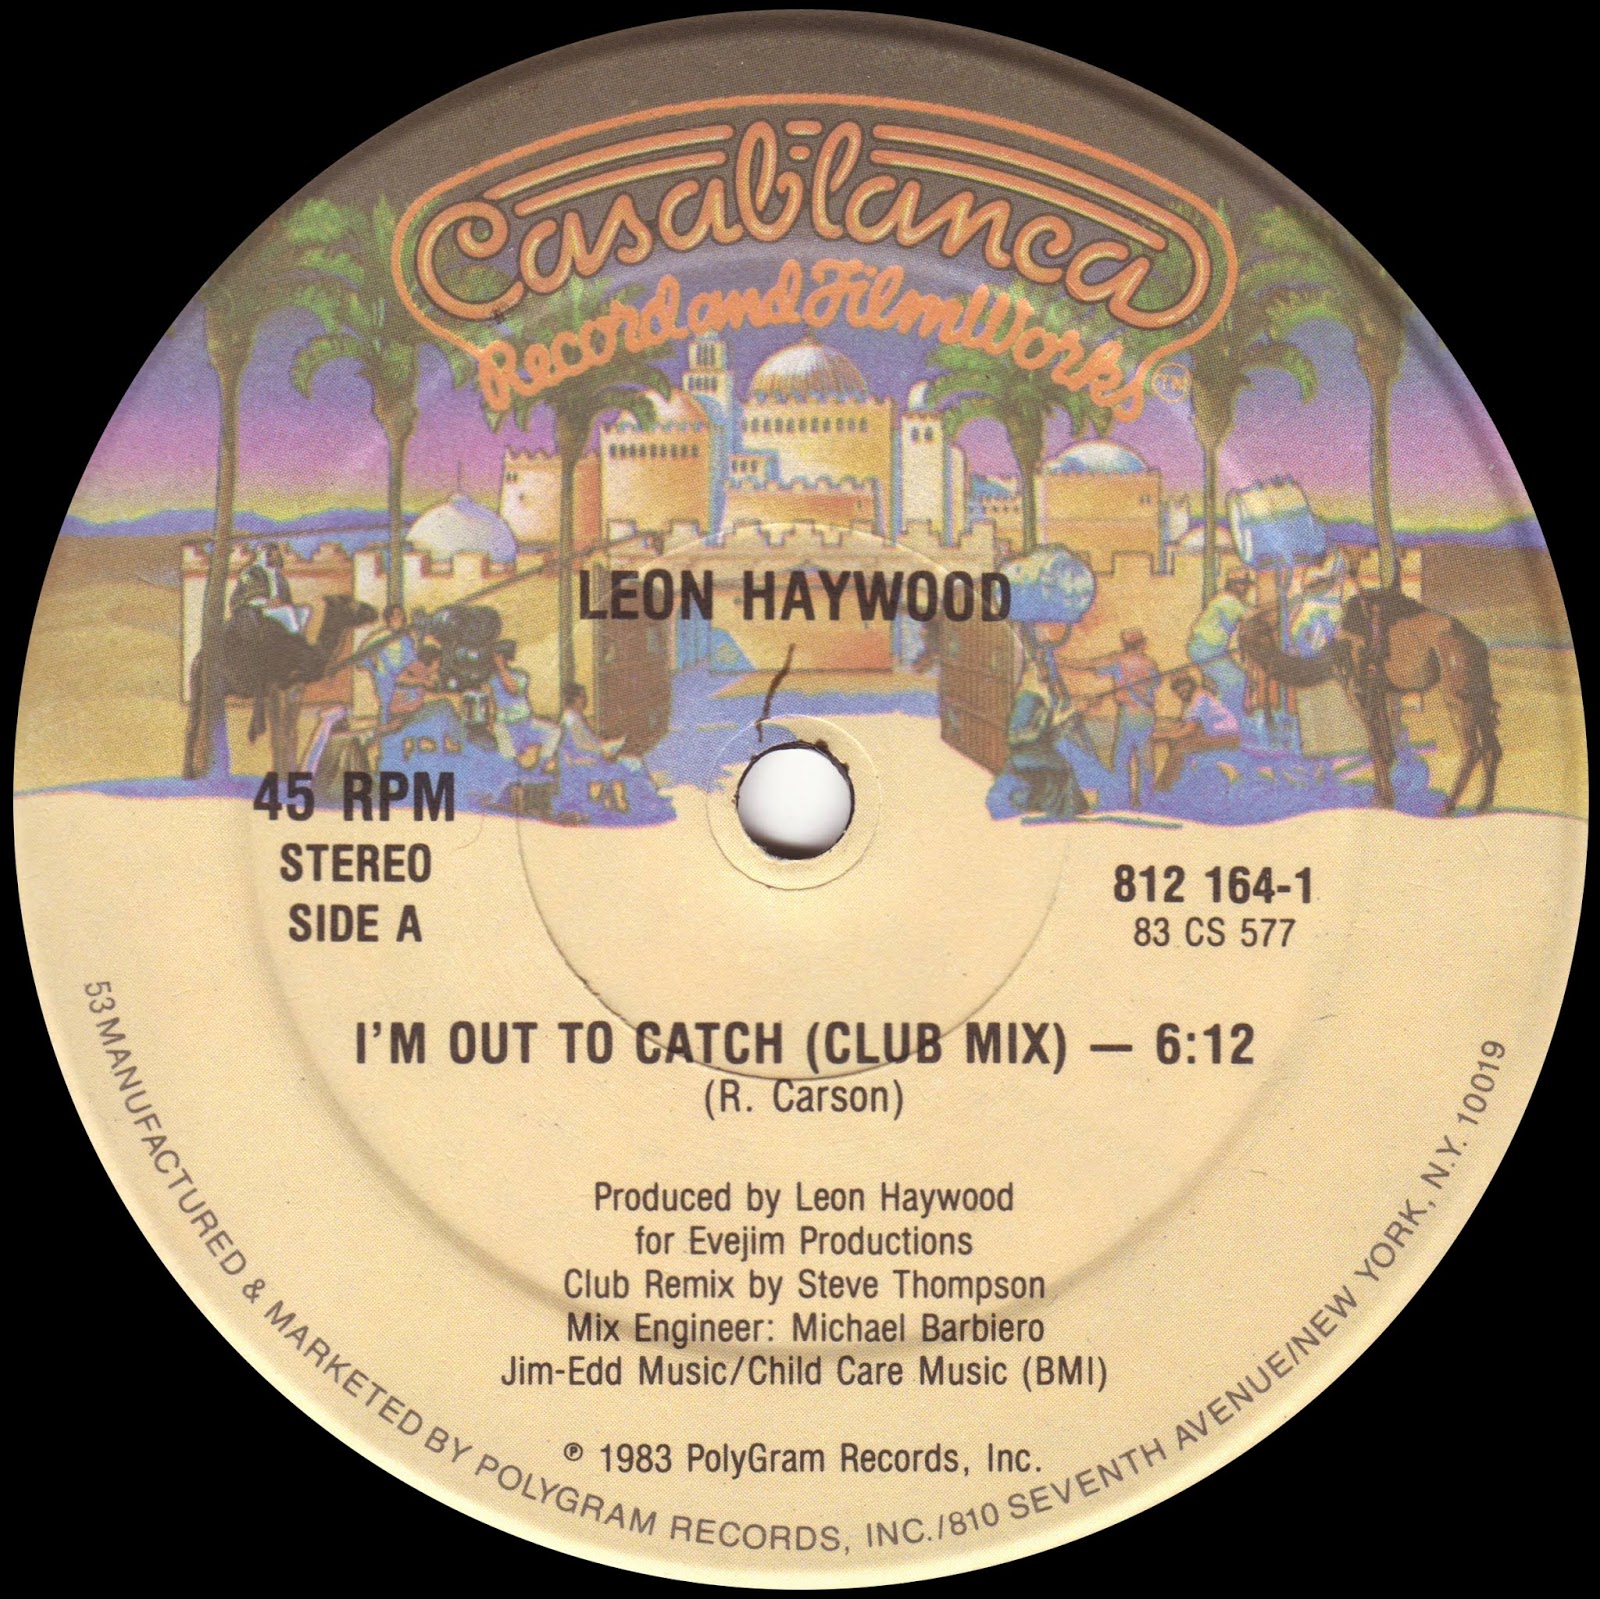 Casablanca
Record and FilmWorks TM
LEON HAYWOOD
45 RPM
STEREO
SIDE A
812 164-1
83 CS 577
I'M OUT TO CATCH (CLUB MIX) — 6:12
(R. Carson)
Produced by Leon Haywood
for Evejim Productions
Club Remix by Steve Thompson
Mix Engineer: Michael Barbiero
Jim-Edd Music/Child Care Music (BMI)
℗ 1983 PolyGram Records, Inc.
53 MANUFACTURED & MARKETED BY POLYGRAM RECORDS, INC./810 SEVENTH AVENUE/NEW YORK, N.Y. 10019